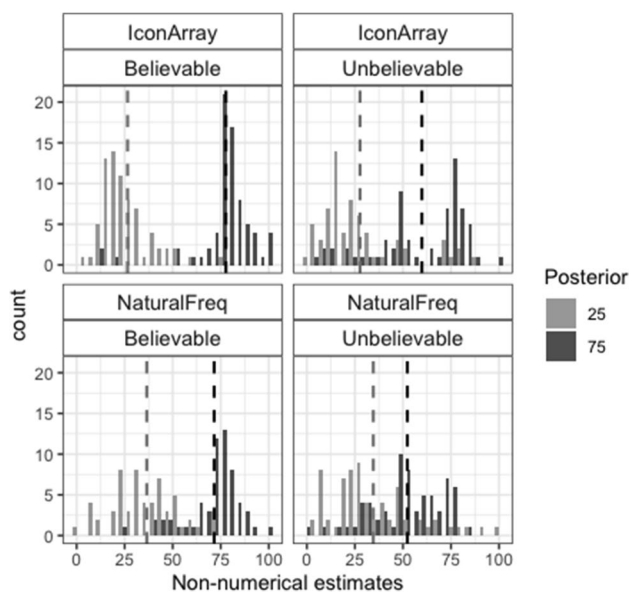 IconArray IconArray
Believable Unbelievable
20
15
10
5
0
NaturalFreq NaturalFreq
Believable Unbelievable
20
15
10
5
0
0 25 50 75 100 0 25 50 75 100
Non-numerical estimates
count
Posterior
25
75